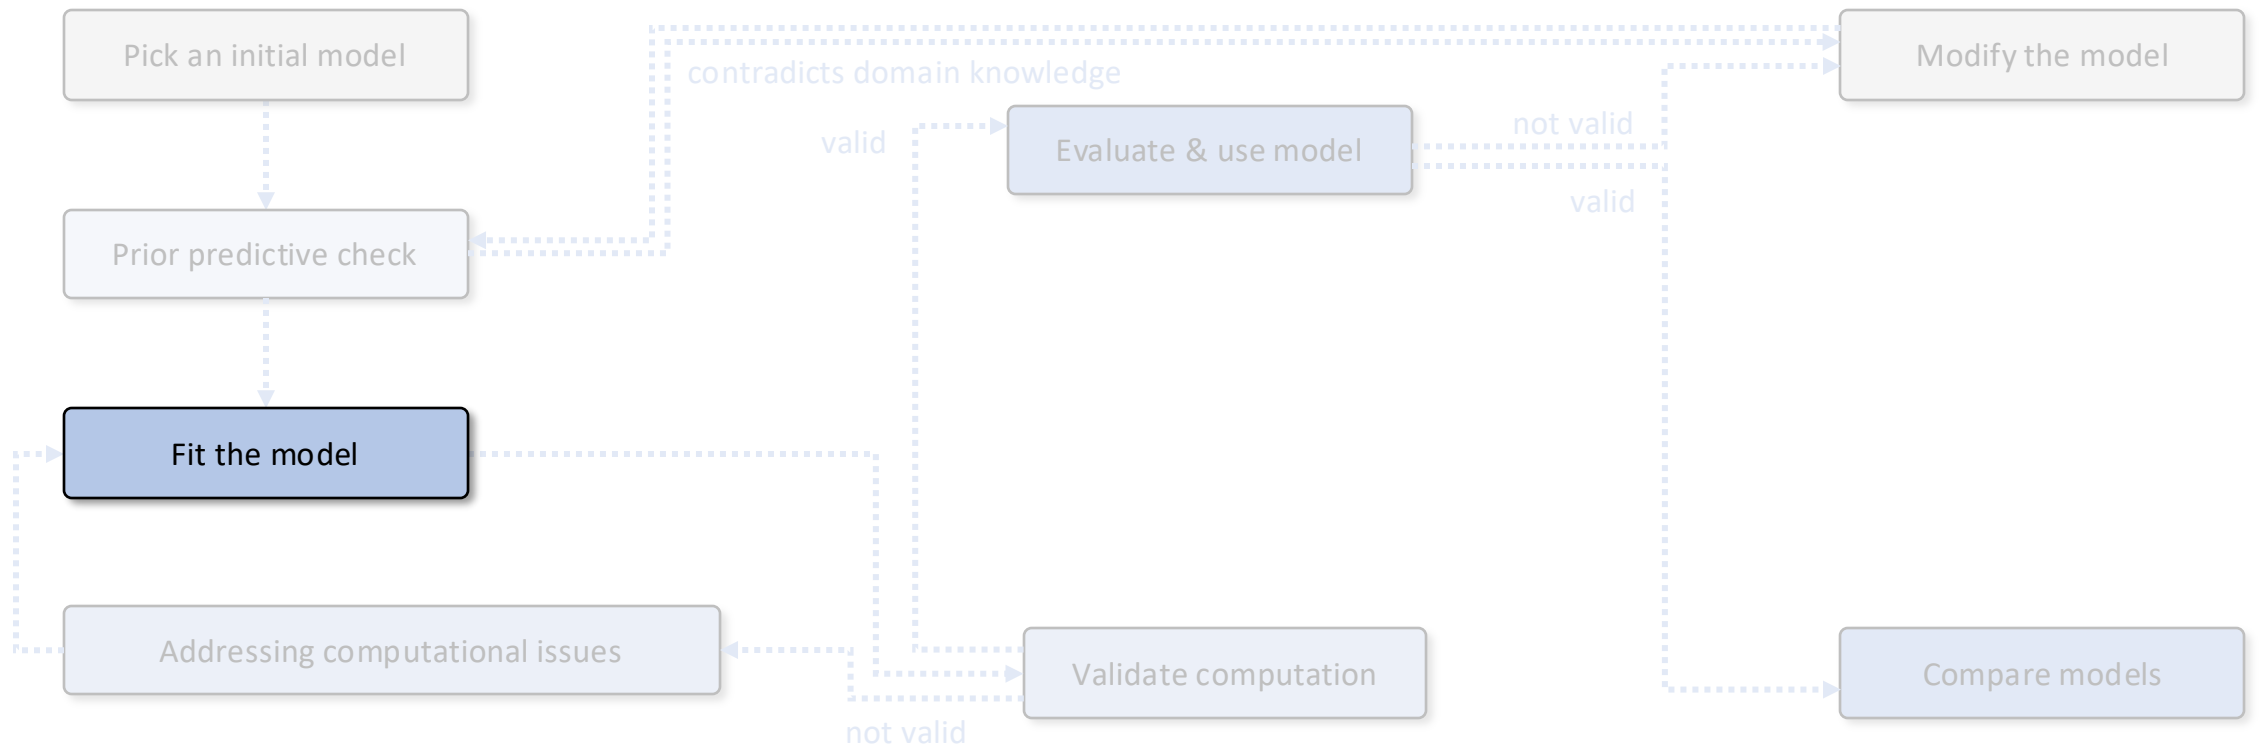 Pick an initial model
Modify the model
contradicts domain knowledge
valid
Evaluate & use model
not valid
valid
Prior predictive check
Fit the model
Addressing computational issues
Validate computation
Compare models
not valid